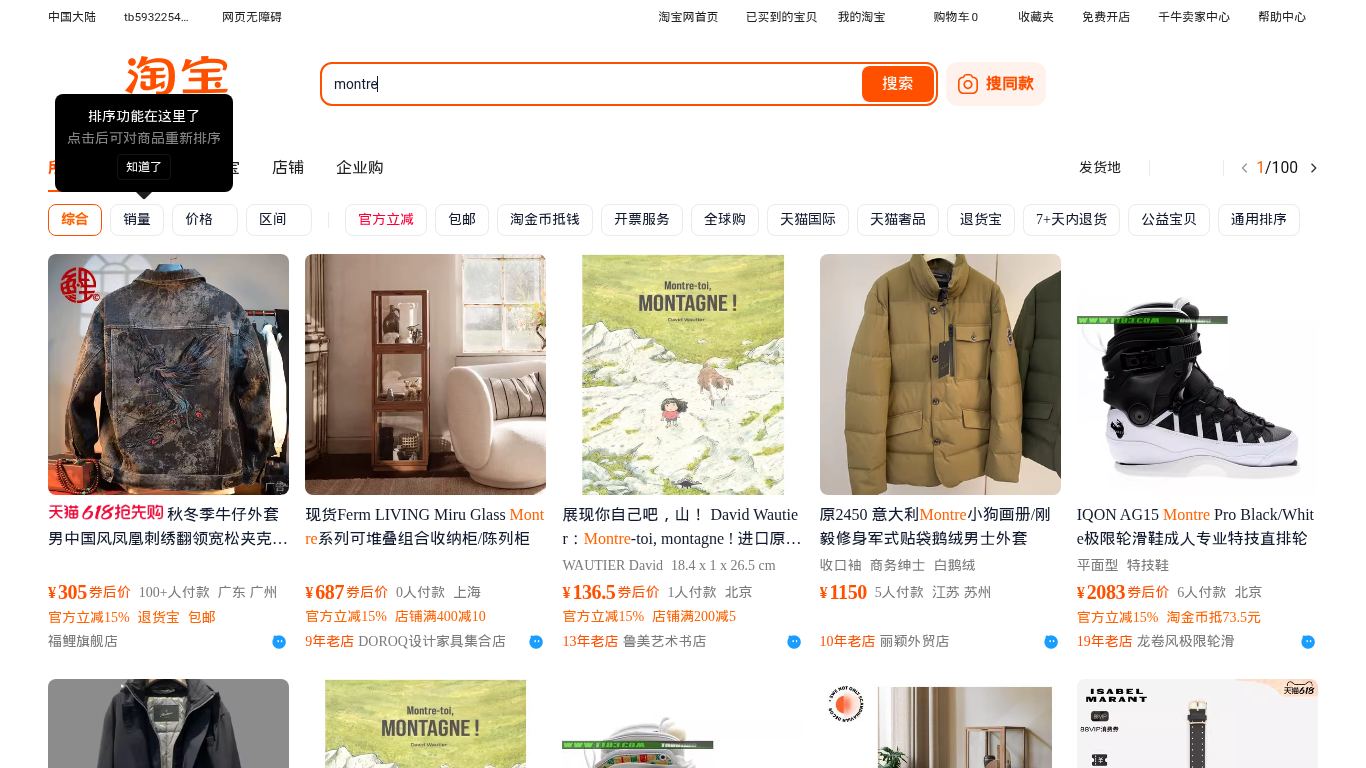 中国大陆
tb5932254...
网页无障碍
淘宝网首页
已买到的宝贝
我的淘宝
购物车 0
收藏夹
免费开店
千牛卖家中心
帮助中心
淘宝
montre
搜索
搜同款
排序功能在这里了
点击后可对商品重新排序
知道了
店铺
企业购
发货地
1/100
综合
销量
价格
区间
官方立减
包邮
淘金币抵钱
开票服务
全球购
天猫国际
天猫奢品
退货宝
7+天内退货
公益宝贝
通用排序
广告
Montre-toi,
MONTAGNE !
David Wautier
天猫618抢先购 秋冬季牛仔外套
男中国风凤凰刺绣翻领宽松夹克...
¥305 券后价 100+人付款 广东 广州
官方立减15% 退货宝 包邮
福鲤旗舰店
现货Ferm LIVING Miru Glass Mont
re系列可堆叠组合收纳柜/陈列柜
¥687 券后价 0人付款 上海
官方立减15% 店铺满400减10
9年老店 DOROQ设计家具集合店
展现你自己吧，山！ David Wautie
r：Montre-toi, montagne ! 进口原...
WAUTIER David 18.4 x 1 x 26.5 cm
¥136.5 券后价 1人付款 北京
官方立减15% 店铺满200减5
13年老店 鲁美艺术书店
原2450 意大利Montre小狗画册/刚
毅修身军式贴袋鹅绒男士外套
收口袖 商务绅士 白鹅绒
¥1150 5人付款 江苏 苏州
10年老店 丽颖外贸店
IQON AG15 Montre Pro Black/Whit
e极限轮滑鞋成人专业特技直排轮
平面型 特技鞋
¥2083 券后价 6人付款 北京
官方立减15% 淘金币抵73.5元
19年老店 龙卷风极限轮滑
Montre-toi,
MONTAGNE !
David Wautier
ISABEL
MARANT
天猫618
88VIP
88VIP消费券